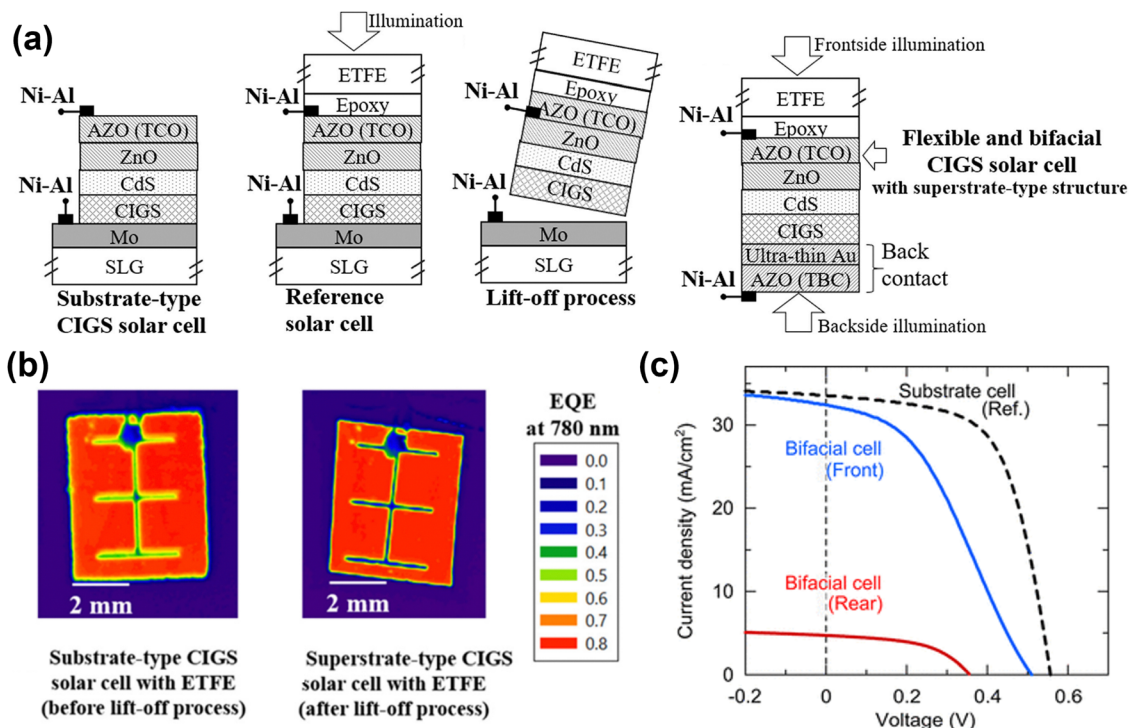 (a)
Ni-Al
AZO (TCO)
ZnO
Ni-Al
CdS
CIGS
Mo
SLG
Substrate-type
CIGS solar cell
Illumination
ETFE
Ni-Al
Epoxy
AZO (TCO)
ZnO
Ni-Al
CdS
CIGS
Mo
SLG
Reference
solar cell
ETFE
Epoxy
Ni-Al
AZO (TCO)
ZnO
CdS
Ni-Al
CIGS
Mo
SLG
Lift-off process
Frontside illumination
ETFE
Ni-Al
Epoxy
AZO (TCO)
Flexible and bifacial
CIGS solar cell
with superstrate-type structure
ZnO
CdS
CIGS
Ultra-thin Au
Back
contact
Ni-Al
AZO (TBC)
Backside illumination
(b)
2 mm
Substrate-type CIGS
solar cell with ETFE
(before lift-off process)
2 mm
Superstrate-type CIGS
solar cell with ETFE
(after lift-off process)
EQE
at 780 nm
0.0
0.1
0.2
0.3
0.4
0.5
0.6
0.7
0.8
(c)
Current density (mA/cm²)
30
20
10
0
Substrate cell
(Ref.)
Bifacial cell
(Front)
Bifacial cell
(Rear)
-0.2 0 0.2 0.4 0.6
Voltage (V)